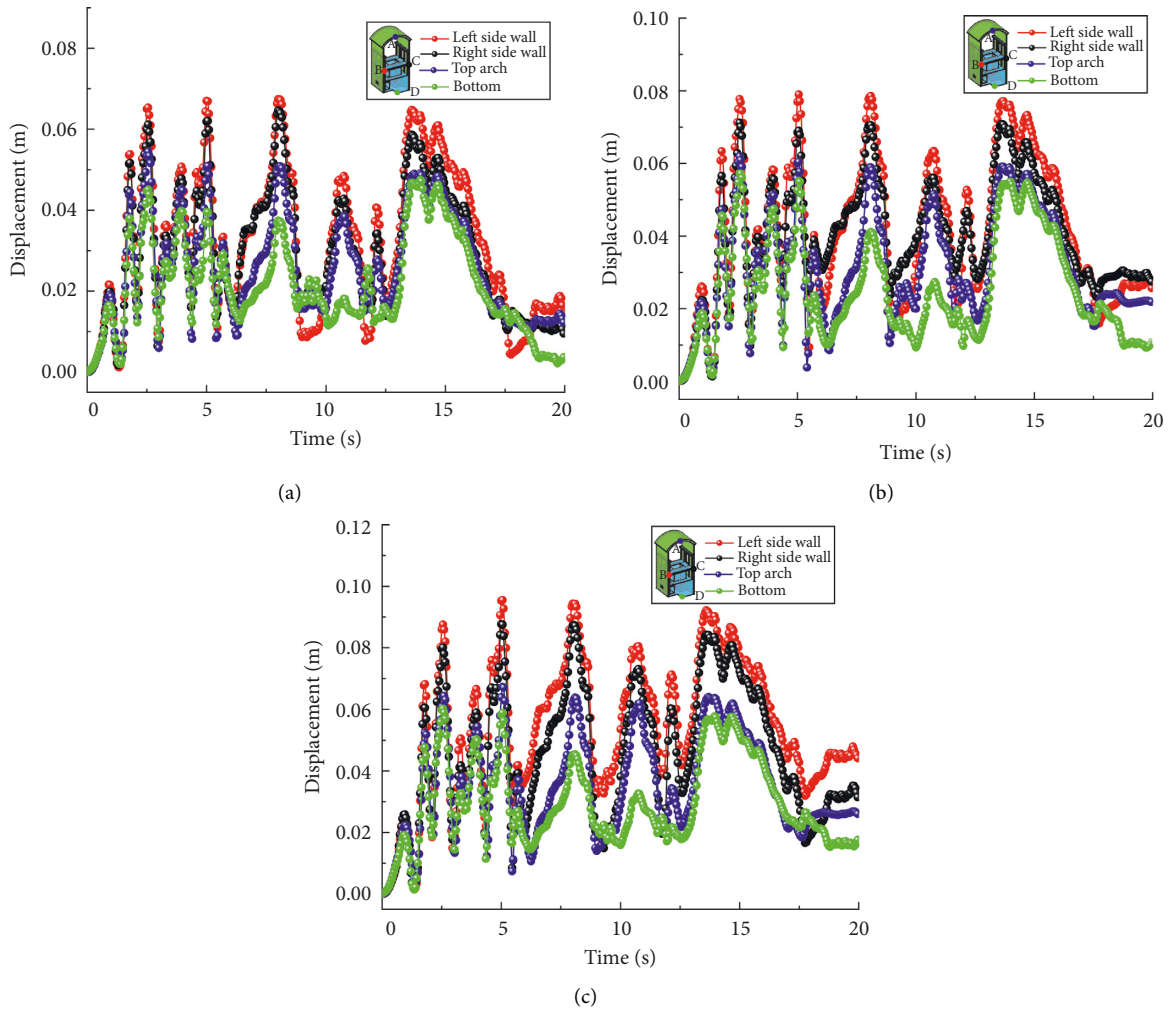 0.08
0.06
0.04
0.02
0.00
Displacement (m)
0
5
10
15
20
Time (s)
A
B
C
D
Left side wall
Right side wall
Top arch
Bottom
(a)
0.10
0.08
0.06
0.04
0.02
0.00
Displacement (m)
0
5
10
15
20
Time (s)
A
B
C
D
Left side wall
Right side wall
Top arch
Bottom
(b)
0.12
0.10
0.08
0.06
0.04
0.02
0.00
Displacement (m)
0
5
10
15
20
Time (s)
A
B
C
D
Left side wall
Right side wall
Top arch
Bottom
(c)